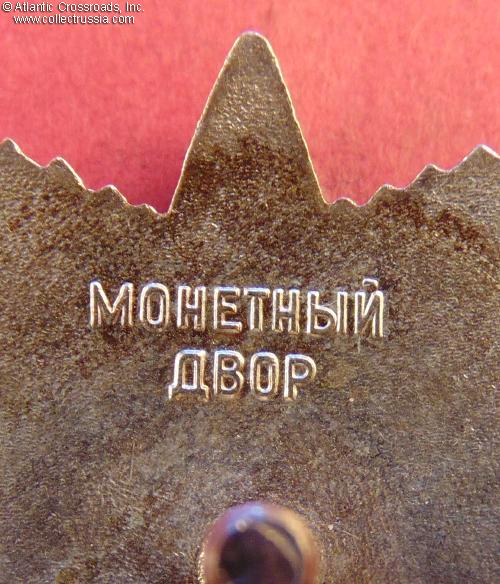 © Atlantic Crossroads, Inc.
www.collectrussia.com
МОНЕТНЫЙ
ДВОР